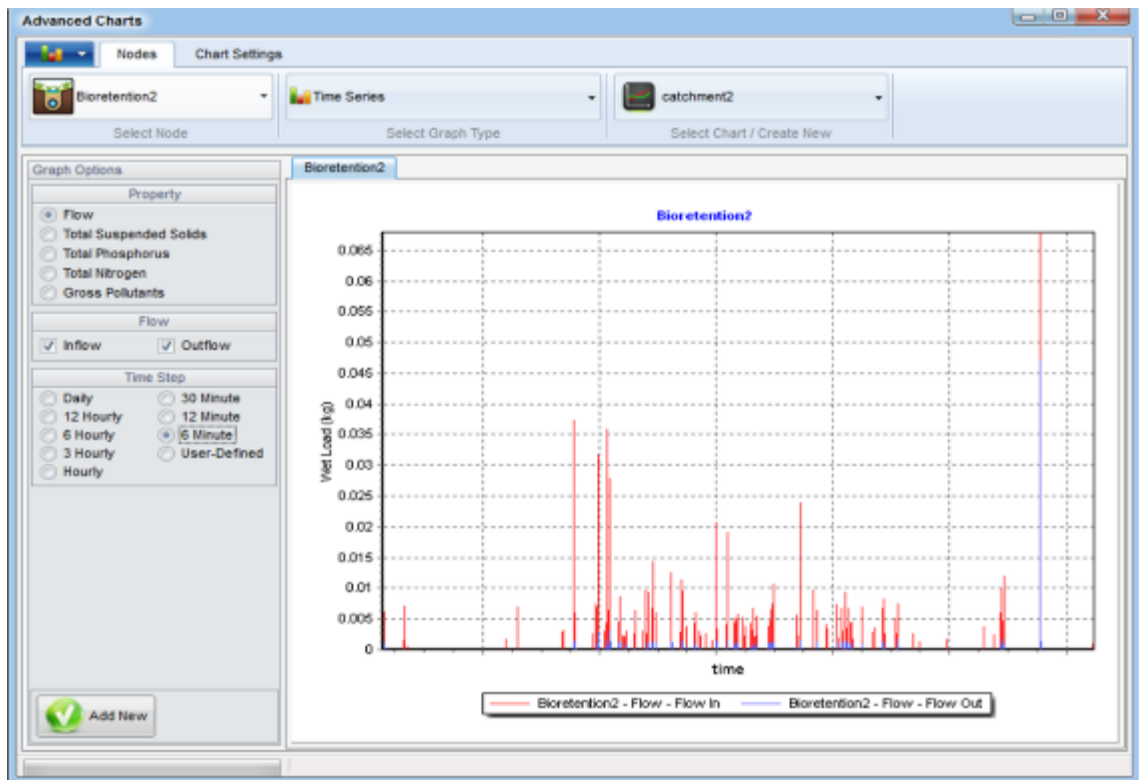 Advanced Charts
Nodes Chart Settings
Bioretention2 Time Series catchment2
Select Node Select Graph Type Select Chart / Create New
Graph Options
Bioretention2
Property
Flow
Total Suspended Solids
Total Phosphorus
Total Nitrogen
Gross Pollutants
Flow
Inflow Outflow
Time Step
Daily 30 Minute
12 Hourly 12 Minute
6 Hourly 6 Minute
3 Hourly User-Defined
Hourly
Add New
Bioretention2
0.065
0.06
0.055
0.05
0.045
0.04
0.035
0.03
0.025
0.02
0.015
0.01
0.005
0
Wet Load (kg)
time
Bioretention2 - Flow - Flow In Bioretention2 - Flow - Flow Out